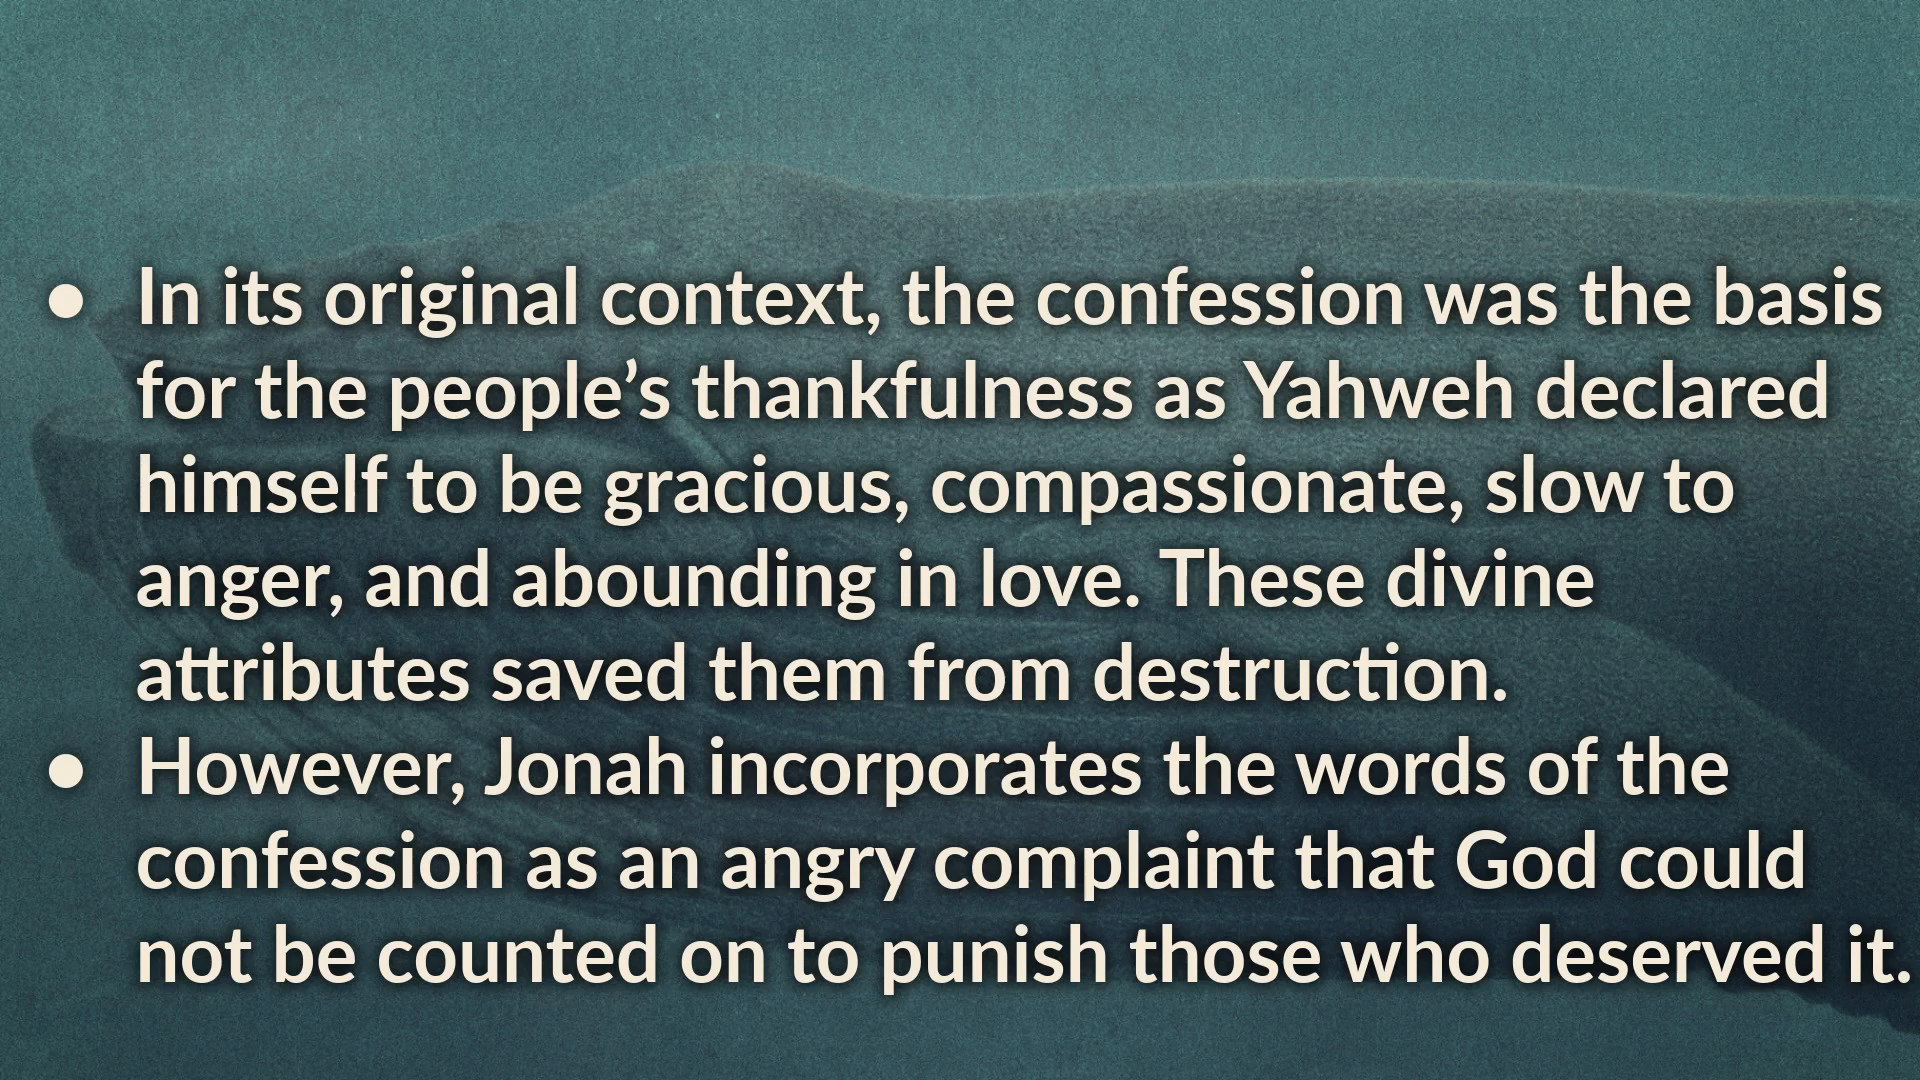 ● In its original context, the confession was the basis
for the people’s thankfulness as Yahweh declared
himself to be gracious, compassionate, slow to
anger, and abounding in love. These divine
attributes saved them from destruction.
● However, Jonah incorporates the words of the
confession as an angry complaint that God could
not be counted on to punish those who deserved it.